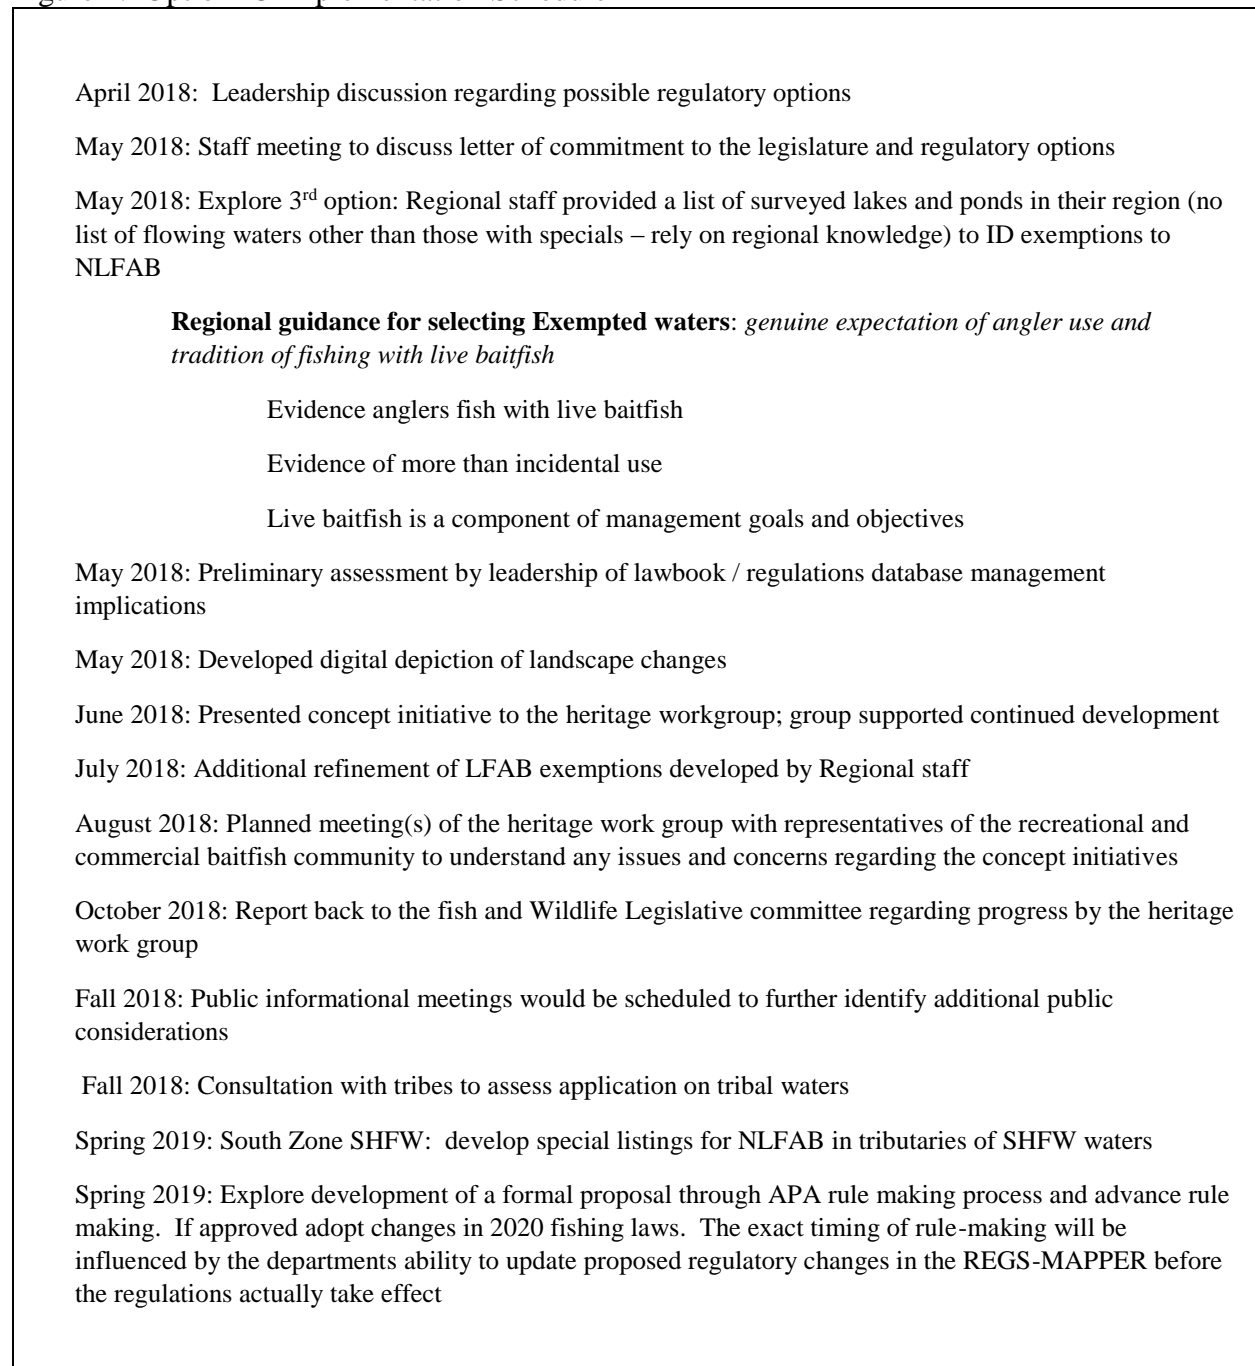 April 2018:  Leadership discussion regarding possible regulatory options
May 2018: Staff meeting to discuss letter of commitment to the legislature and regulatory options
May 2018: Explore 3rd option: Regional staff provided a list of surveyed lakes and ponds in their region (no
list of flowing waters other than those with specials – rely on regional knowledge) to ID exemptions to
NLFAB
Regional guidance for selecting Exempted waters: genuine expectation of angler use and
tradition of fishing with live baitfish
Evidence anglers fish with live baitfish
Evidence of more than incidental use
Live baitfish is a component of management goals and objectives
May 2018: Preliminary assessment by leadership of lawbook / regulations database management
implications
May 2018: Developed digital depiction of landscape changes
June 2018: Presented concept initiative to the heritage workgroup; group supported continued development
July 2018: Additional refinement of LFAB exemptions developed by Regional staff
August 2018: Planned meeting(s) of the heritage work group with representatives of the recreational and
commercial baitfish community to understand any issues and concerns regarding the concept initiatives
October 2018: Report back to the fish and Wildlife Legislative committee regarding progress by the heritage
work group
Fall 2018: Public informational meetings would be scheduled to further identify additional public
considerations
Fall 2018: Consultation with tribes to assess application on tribal waters
Spring 2019: South Zone SHFW:  develop special listings for NLFAB in tributaries of SHFW waters
Spring 2019: Explore development of a formal proposal through APA rule making process and advance rule
making.  If approved adopt changes in 2020 fishing laws.  The exact timing of rule-making will be
influenced by the departments ability to update proposed regulatory changes in the REGS-MAPPER before
the regulations actually take effect